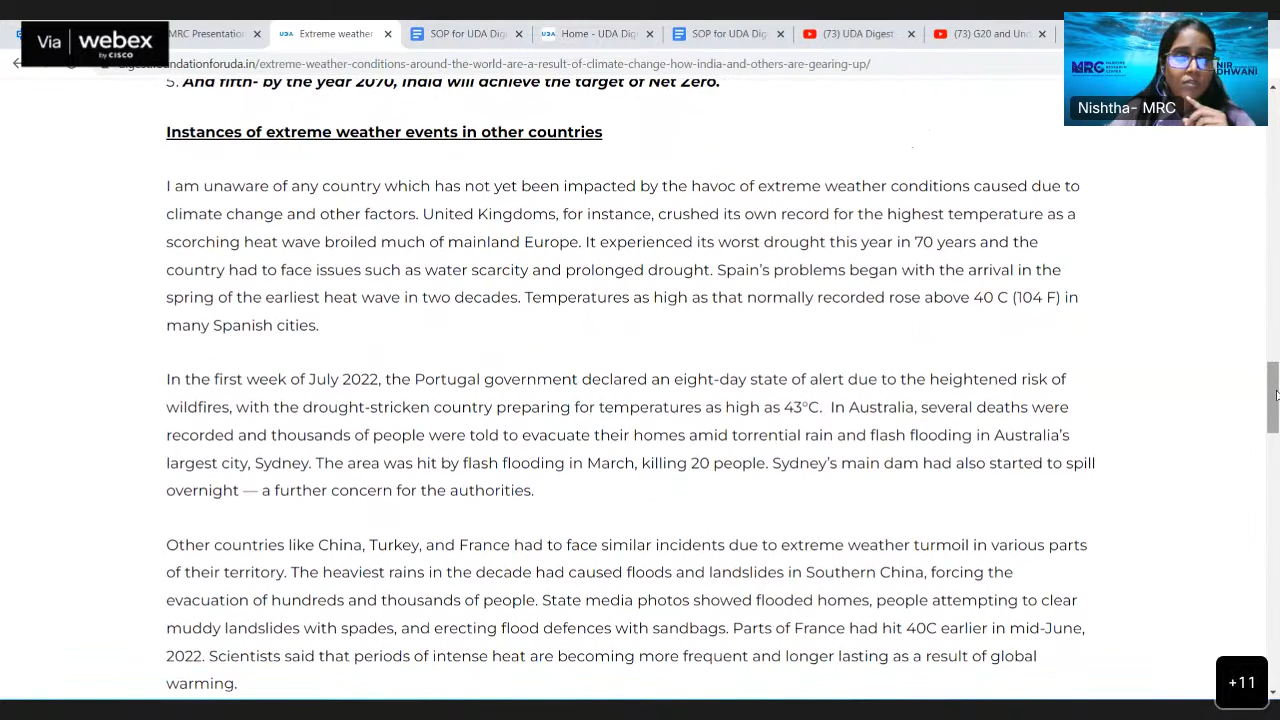 Via | webex
by CISCO
MRC Presentation
Extreme weather
SOP for UDA Dig
Home - UDA Dig
SOP for UDA Dig
(73) UDA Digest
(73) G20 and Un
foundationforuda.in/extreme-weather-conditions-around-the-world-are-a-result-of-climate-change-how-india-and-others-are-gearing-up/
MRC
MARITIME RESEARCH CENTER
NIR
DHWANI
Nishtha- MRC
5. And fifth- by the year 2070, India will achieve the target of Net Zero.
Instances of extreme weather events in other countries
I am unaware of any country which has not yet been impacted by the havoc of extreme weather conditions caused due to
climate change and other factors. United Kingdoms, for instance, crushed its own record for the highest temperature as a
scorching heat wave broiled much of mainland Europe. It experienced its worst drought this year in 70 years and the
country had to face issues such as water scarcity and prolonged drought. Spain's problems began with the arrival in the
spring of the earliest heat wave in two decades. Temperatures as high as that normally recorded rose above 40 C (104 F) in
many Spanish cities.
In the first week of July 2022, the Portugal government declared an eight-day state of alert due to the heightened risk of
wildfires, with the drought-stricken country preparing for temperatures as high as 43°C. In Australia, several deaths were
recorded and thousands of people were told to evacuate their homes amid torrential rain and flash flooding in Australia's
largest city, Sydney. The area was hit by flash flooding in March, killing 20 people. Sydney's main dam had also started to spill
overnight — a further concern for the authorities.
Other countries like China, Turkey, and France had to face similar incidents due to extreme weather turmoil in various parts
of their territory. The heaviest rains in the decade had caused floods and landslides in Southern China, forcing the
evacuation of hundreds and thousands of people. State media photos showed flooded homes, people attempting to clear
muddy landslides with spades, and erecting flood defences with sandbags. Parts of France had hit 40C earlier in mid-June,
2022. Scientists said that periods of intense heat are becoming more frequent and longer lasting as a result of global
warming.
+11